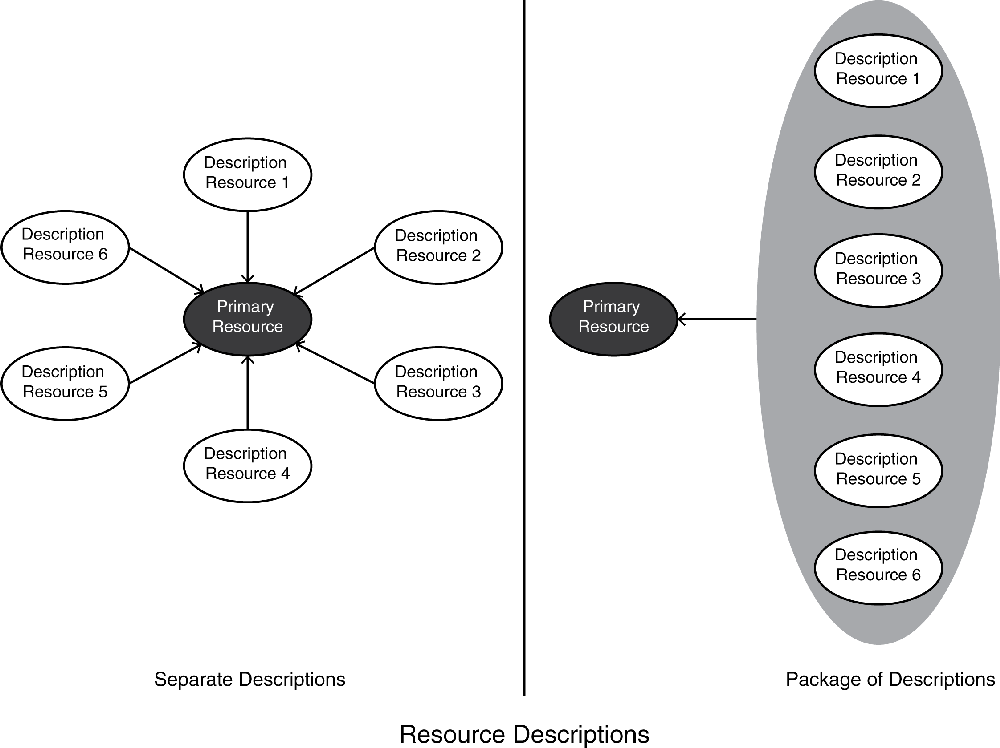 Description
Resource 1
Description
Resource 6
Description
Resource 2
Primary
Resource
Description
Resource 5
Description
Resource 3
Description
Resource 4
Separate Descriptions
Description
Resource 1
Description
Resource 2
Description
Resource 3
Primary
Resource
Description
Resource 4
Description
Resource 5
Description
Resource 6
Package of Descriptions
Resource Descriptions